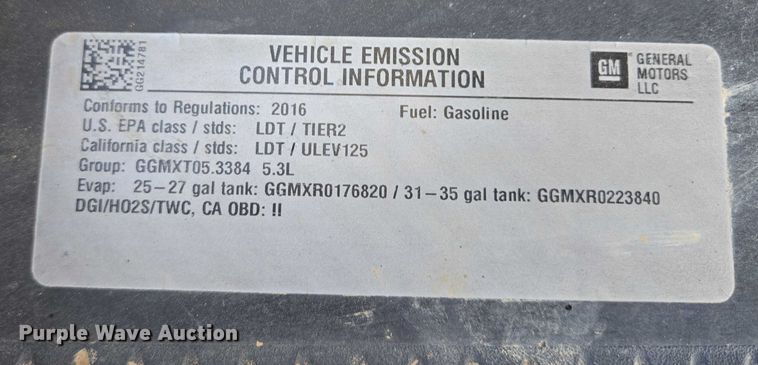 GG214781
VEHICLE EMISSION
CONTROL INFORMATION
GM
GENERAL
MOTORS
LLC
Conforms to Regulations: 2016 Fuel: Gasoline
U.S. EPA class / stds: LDT / TIER2
California class / stds: LDT / ULEV125
Group: GGMXT05.3384 5.3L
Evap: 25-27 gal tank: GGMXR0176820 / 31-35 gal tank: GGMXR0223840
DGI/HO2S/TWC, CA OBD: II
Purple Wave Auction